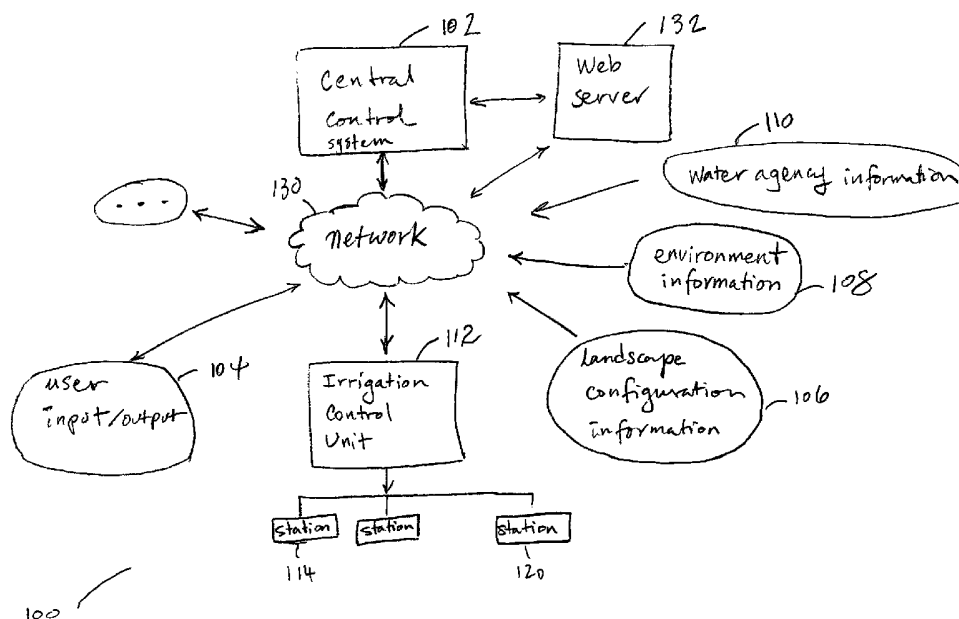 102
132
Central
control
system
Web
server
110
water agency information
130
...
network
environment
information
108
112
104
user
input/output
Irrigation
Control
Unit
landscape
configuration
information
106
station
station
station
114
120
100